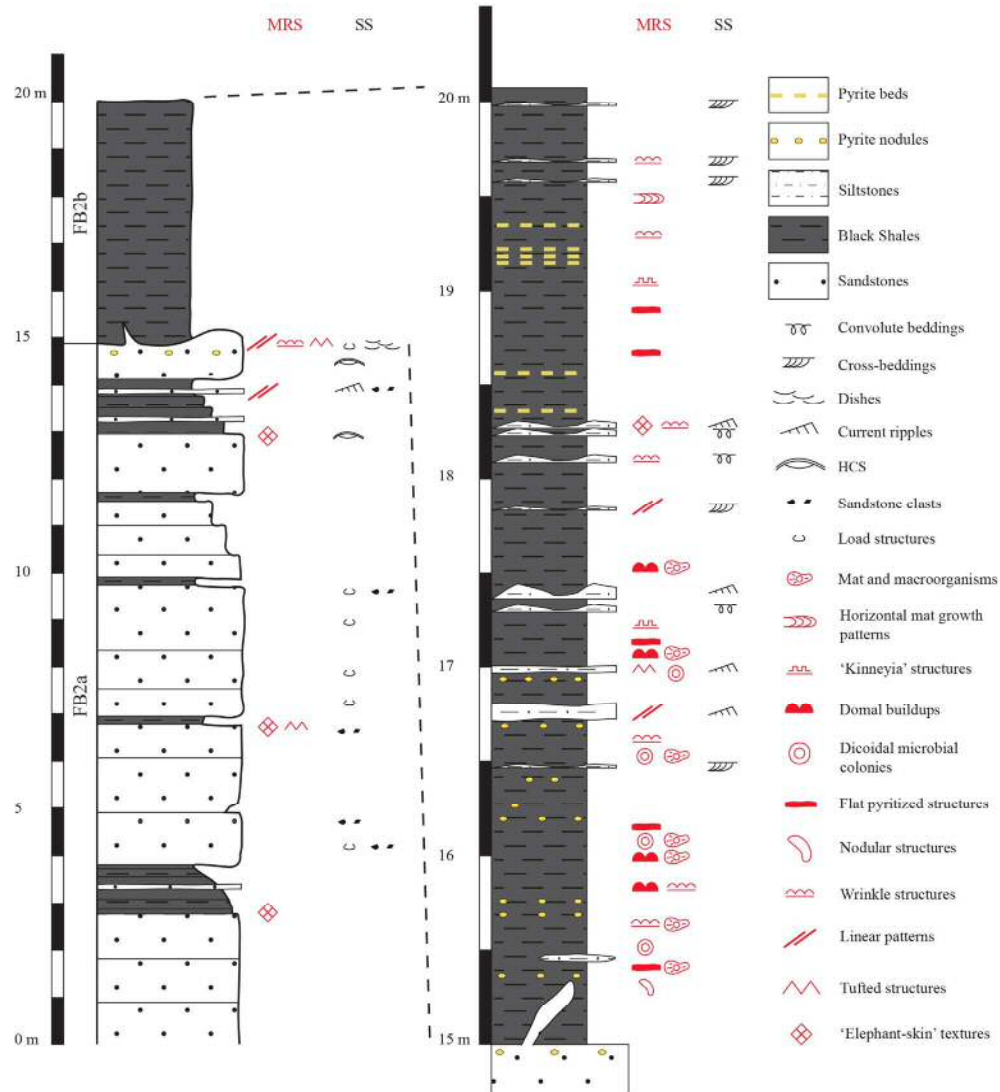 MRS SS
20 m
15
10
5
0 m
FB2b
FB2a
MRS SS
20 m
19
18
17
16
15 m
Pyrite beds
Pyrite nodules
Siltstones
Black Shales
Sandstones
Convolute beddings
Cross-beddings
Dishes
Current ripples
HCS
Sandstone clasts
Load structures
Mat and macroorganisms
Horizontal mat growth
patterns
‘Kinneyia’ structures
Domal buildups
Dicoidal microbial
colonies
Flat pyritized structures
Nodular structures
Wrinkle structures
Linear patterns
Tufted structures
‘Elephant-skin’ textures